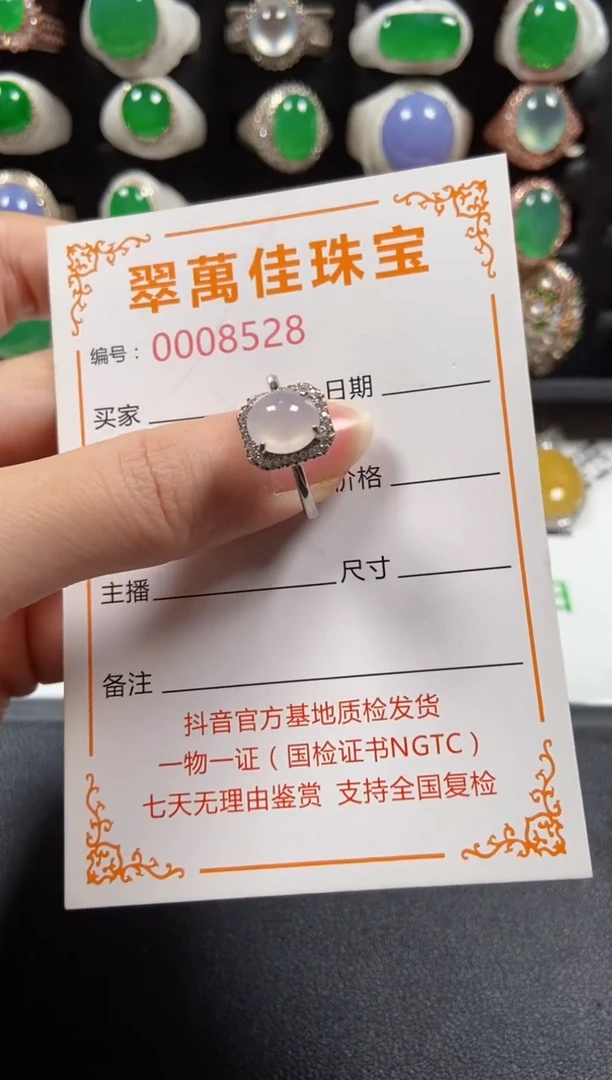 翠萬佳珠宝
编号：0008528
买家 日期
价格
主播 尺寸
备注
抖音官方基地质检发货
一物一证（国检证书NGTC）
七天无理由鉴赏 支持全国复检